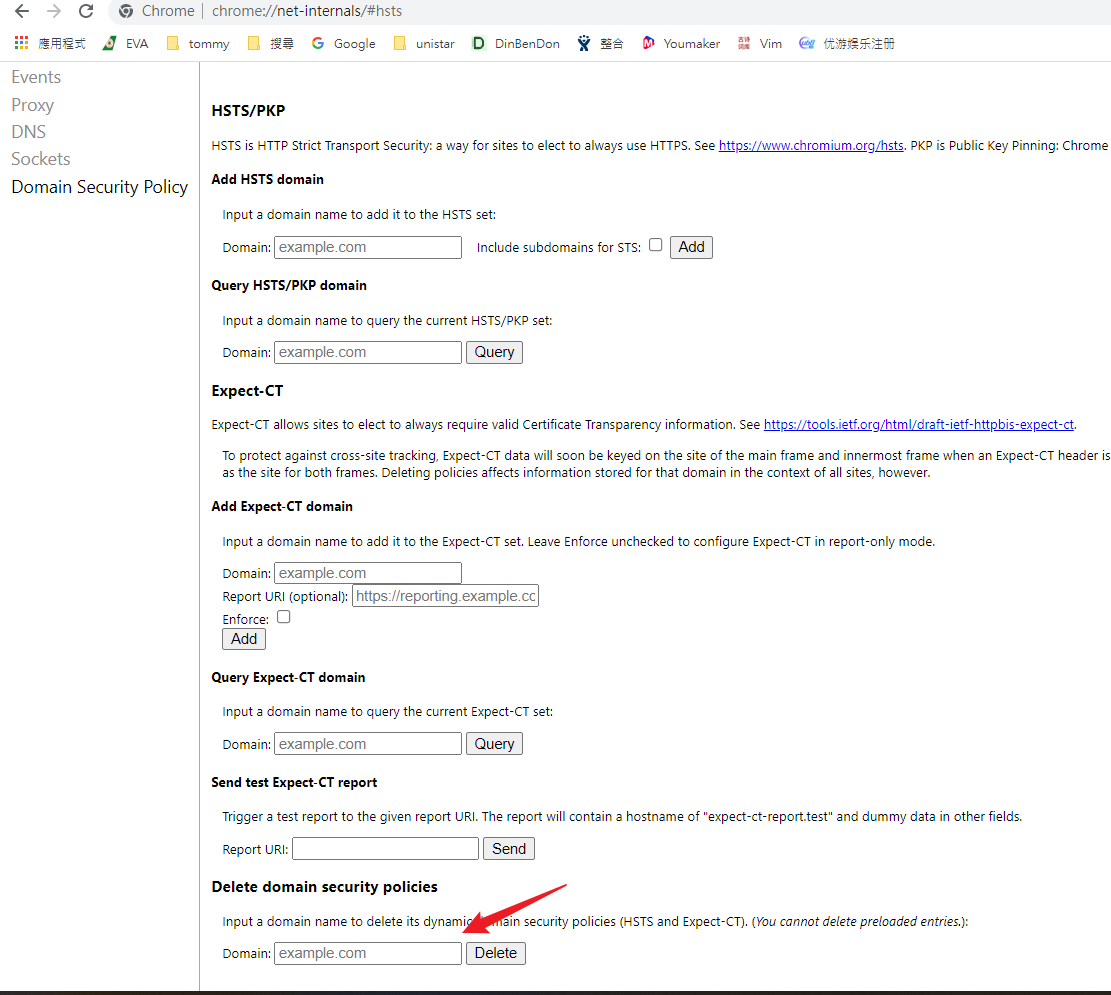 Chrome | chrome://net-internals/#hsts
應用程式 EVA tommy 搜尋 Google unistar DinBenDon 整合 Youmaker Vim 优游娱乐注册
Events
Proxy
DNS
Sockets
Domain Security Policy
HSTS/PKP
HSTS is HTTP Strict Transport Security: a way for sites to elect to always use HTTPS. See https://www.chromium.org/hsts. PKP is Public Key Pinning: Chrome
Add HSTS domain
Input a domain name to add it to the HSTS set:
Domain: example.com Include subdomains for STS: Add
Query HSTS/PKP domain
Input a domain name to query the current HSTS/PKP set:
Domain: example.com Query
Expect-CT
Expect-CT allows sites to elect to always require valid Certificate Transparency information. See https://tools.ietf.org/html/draft-ietf-httpbis-expect-ct.
To protect against cross-site tracking, Expect-CT data will soon be keyed on the site of the main frame and innermost frame when an Expect-CT header is
as the site for both frames. Deleting policies affects information stored for that domain in the context of all sites, however.
Add Expect-CT domain
Input a domain name to add it to the Expect-CT set. Leave Enforce unchecked to configure Expect-CT in report-only mode.
Domain: example.com
Report URI (optional): https://reporting.example.cc
Enforce:
Add
Query Expect-CT domain
Input a domain name to query the current Expect-CT set:
Domain: example.com Query
Send test Expect-CT report
Trigger a test report to the given report URI. The report will contain a hostname of "expect-ct-report.test" and dummy data in other fields.
Report URI: Send
Delete domain security policies
Input a domain name to delete its dynamic domain security policies (HSTS and Expect-CT). (You cannot delete preloaded entries.):
Domain: example.com Delete